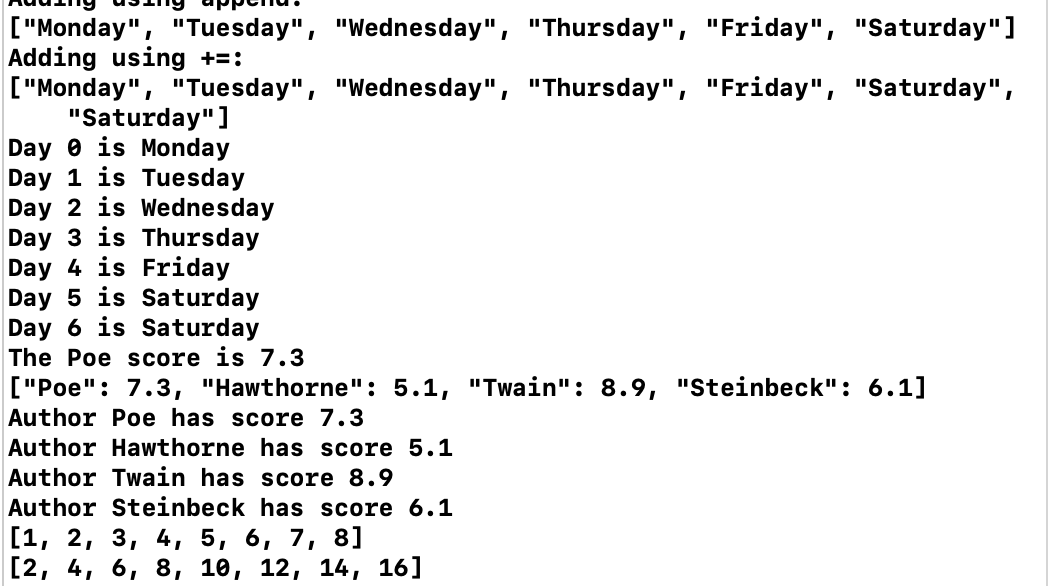 Adding using append:
["Monday", "Tuesday", "Wednesday", "Thursday", "Friday", "Saturday"]
Adding using +=:
["Monday", "Tuesday", "Wednesday", "Thursday", "Friday", "Saturday",
"Saturday"]
Day 0 is Monday
Day 1 is Tuesday
Day 2 is Wednesday
Day 3 is Thursday
Day 4 is Friday
Day 5 is Saturday
Day 6 is Saturday
The Poe score is 7.3
["Poe": 7.3, "Hawthorne": 5.1, "Twain": 8.9, "Steinbeck": 6.1]
Author Poe has score 7.3
Author Hawthorne has score 5.1
Author Twain has score 8.9
Author Steinbeck has score 6.1
[1, 2, 3, 4, 5, 6, 7, 8]
[2, 4, 6, 8, 10, 12, 14, 16]